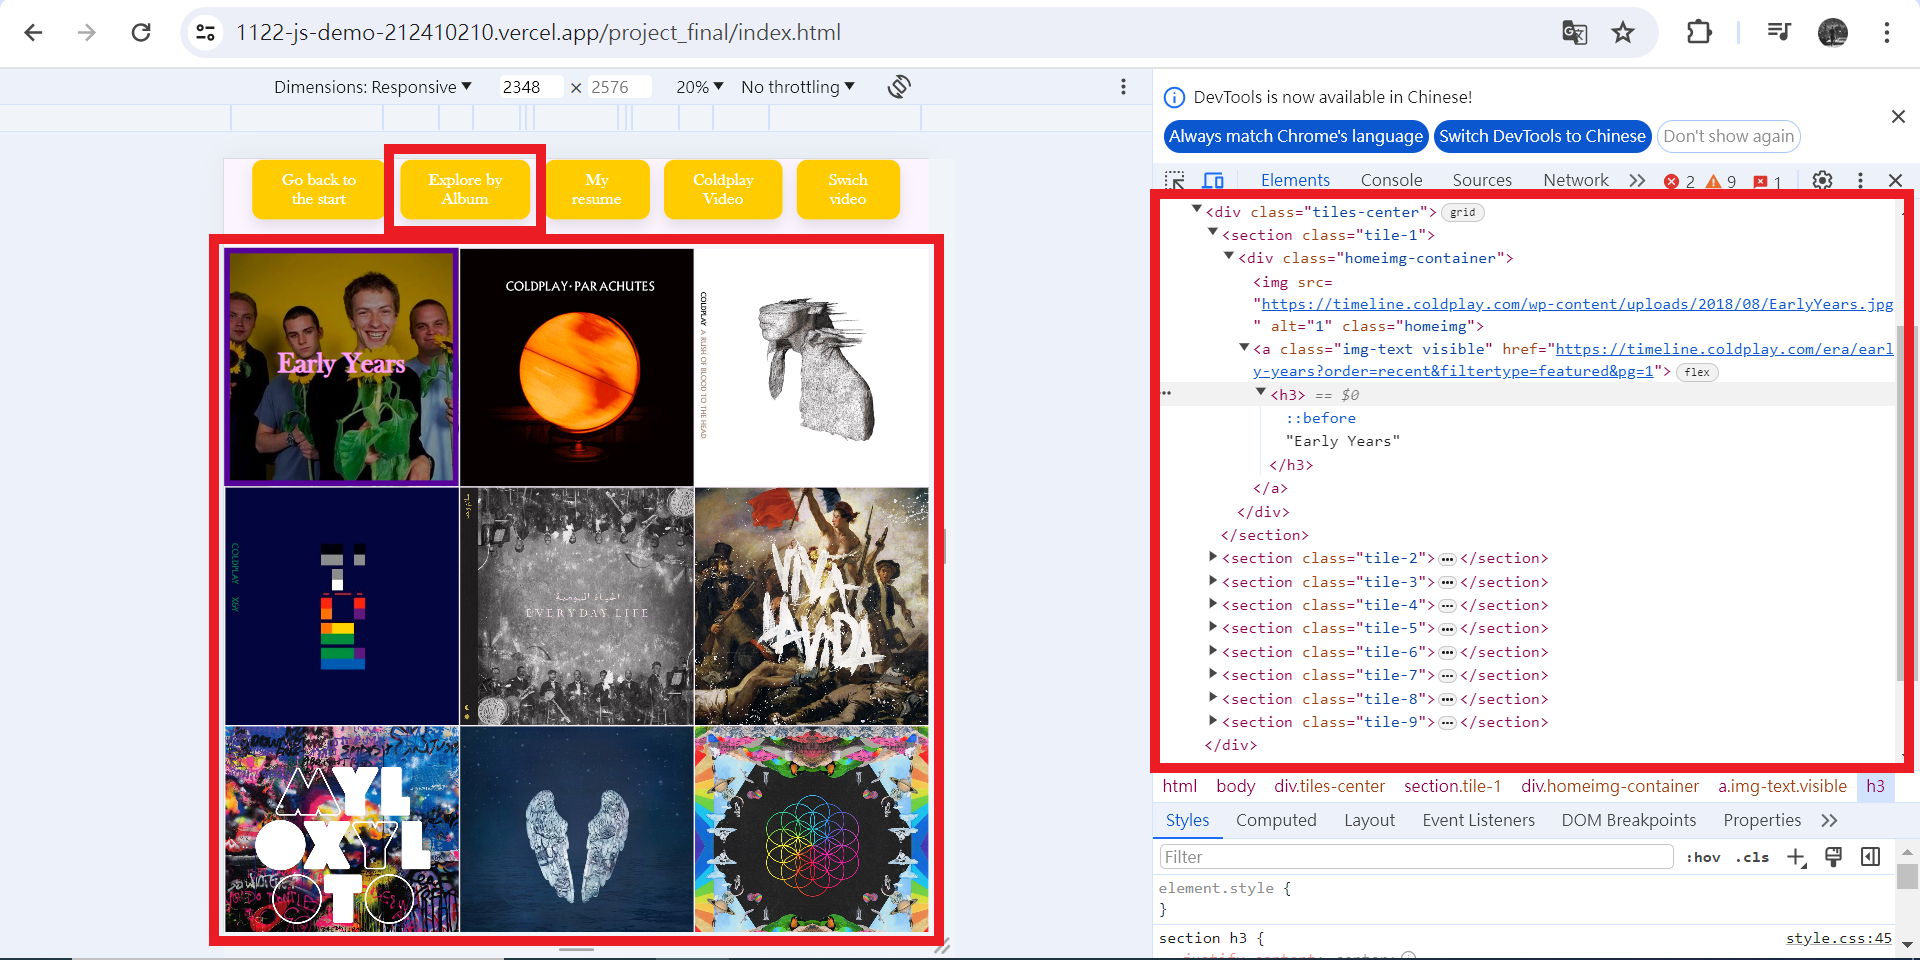 1122-js-demo-212410210.vercel.app/project_final/index.html
Dimensions: Responsive ▼ 2348 × 2576 20% ▼ No throttling ▼
DevTools is now available in Chinese!
Always match Chrome's language Switch DevTools to Chinese Don't show again
Elements Console Sources Network 2 9 1
Go back to
the start
Explore by
Album
My
resume
Coldplay
Video
Swich
video
Early Years
COLDPLAY·PARACHUTES
COLDPLAY A RUSH OF BLOOD TO THE HEAD
COLDPLAY X&Y
الحياة اليومية
EVERYDAY LIFE
VIVA
LA VIDA
MYL
OXYL
OTO
<div class="tiles-center"> grid
<section class="tile-1">
<div class="homeimg-container">
<img src=
"https://timeline.coldplay.com/wp-content/uploads/2018/08/EarlyYears.jpg
" alt="1" class="homeimg">
<a class="img-text visible" href="https://timeline.coldplay.com/era/earl
y-years?order=recent&filtertype=featured&pg=1"> flex
<h3> == $0
::before
"Early Years"
</h3>
</a>
</div>
</section>
<section class="tile-2"> ••• </section>
<section class="tile-3"> ••• </section>
<section class="tile-4"> ••• </section>
<section class="tile-5"> ••• </section>
<section class="tile-6"> ••• </section>
<section class="tile-7"> ••• </section>
<section class="tile-8"> ••• </section>
<section class="tile-9"> ••• </section>
</div>
html body div.tiles-center section.tile-1 div.homeimg-container a.img-text.visible h3
Styles Computed Layout Event Listeners DOM Breakpoints Properties
Filter :hov .cls
element.style {
}
section h3 { style.css:45